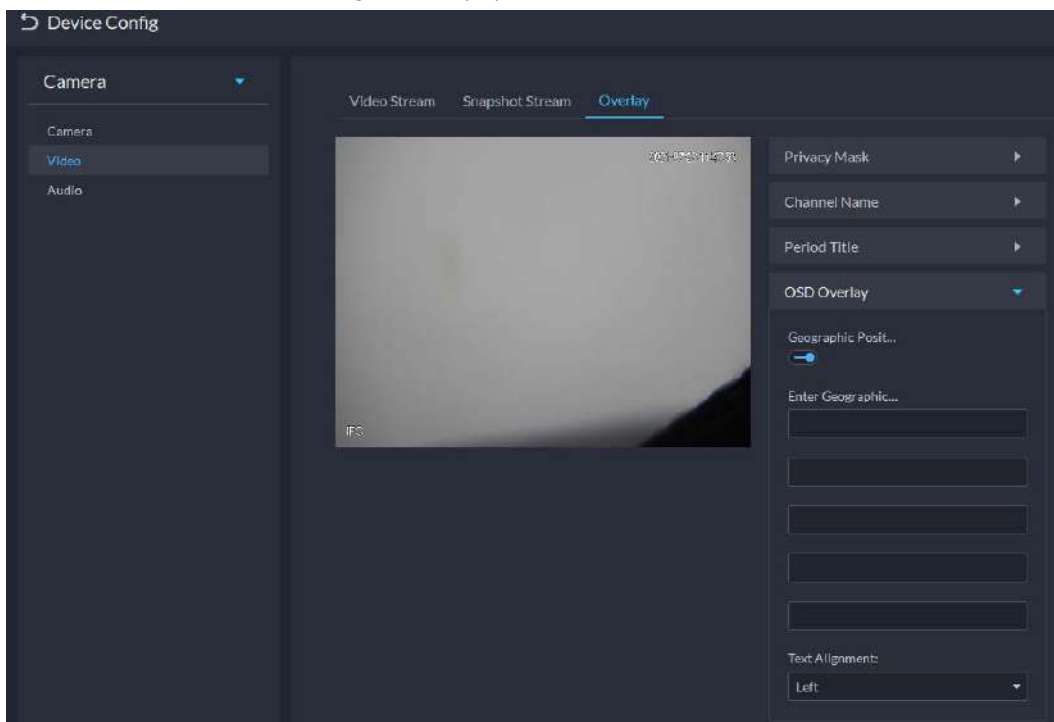 Device Config
Camera
Camera
Video
Audio
Video Stream Snapshot Stream Overlay
IPC
Privacy Mask
Channel Name
Period Title
OSD Overlay
Geographic Posit...
Enter Geographic...
Text Alignment:
Left